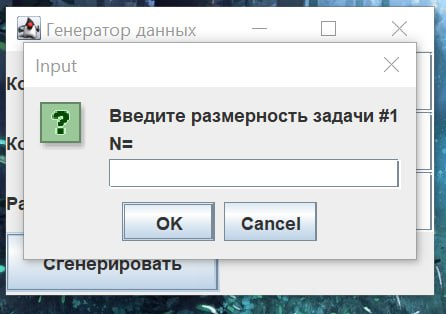 Генератор данных
Input
Введите размерность задачи #1
N=
OK Cancel
Сгенерировать